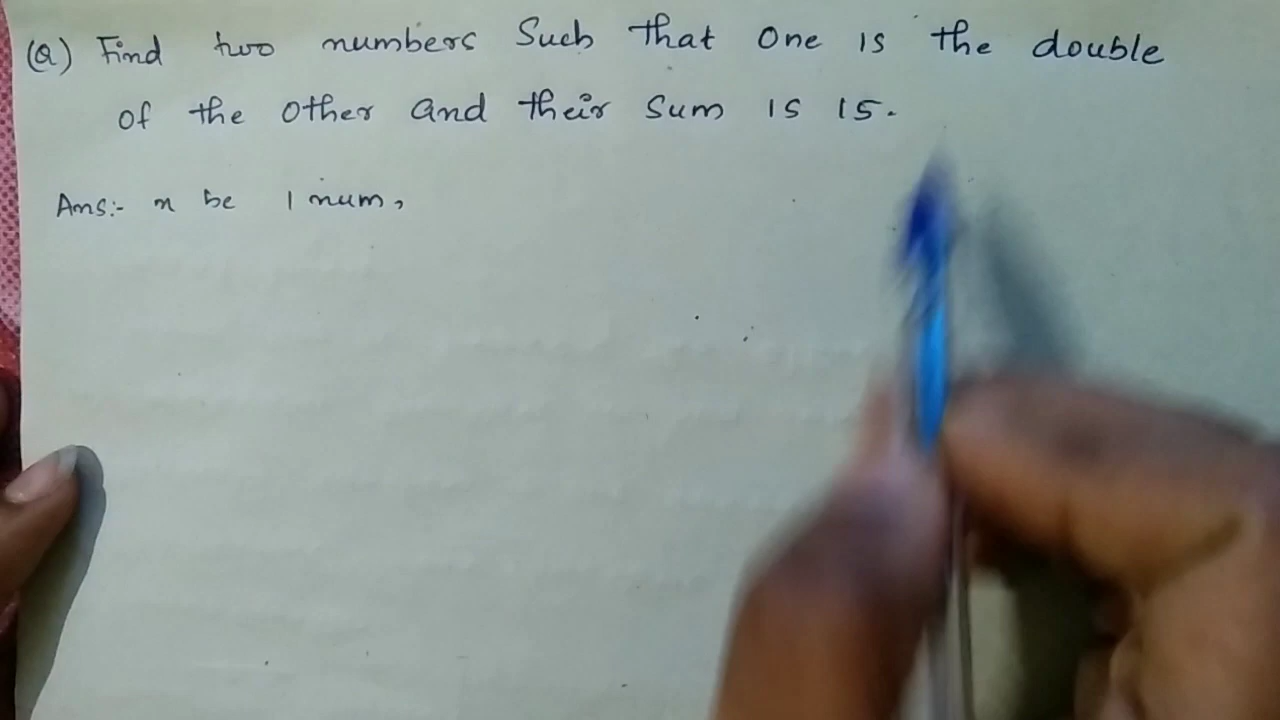 (Q) Find two numbers Such that One is the double
of the Other and their Sum is 15.
Ans:- x be 1 num,